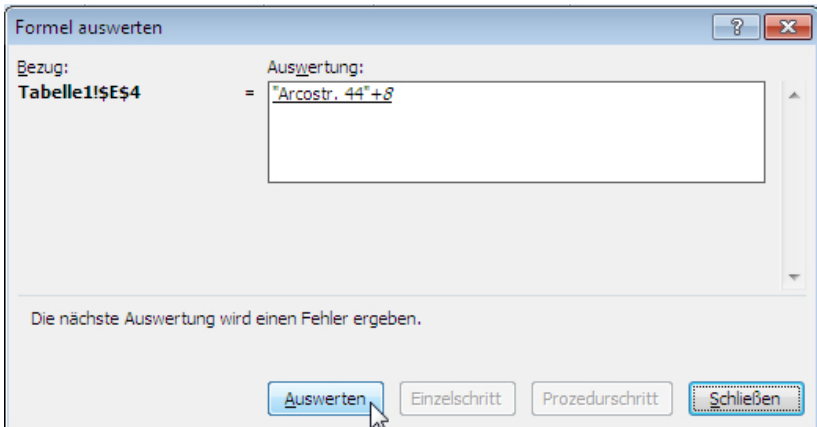 Formel auswerten
Bezug:
Auswertung:
Tabelle1!$E$4 = "Arcostr. 44"+8
Die nächste Auswertung wird einen Fehler ergeben.
Auswerten Einzelschritt Prozedurschritt Schließen